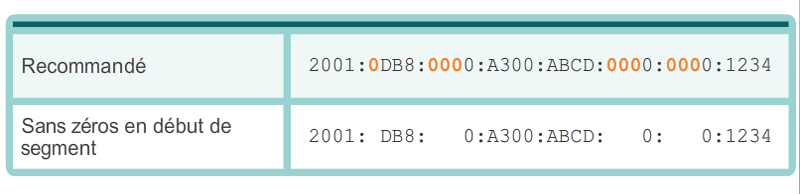 Recommandé 2001:0DB8:0000:A300:ABCD:0000:0000:1234
Sans zéros en début de
segment 2001: DB8:   0:A300:ABCD:   0:   0:1234